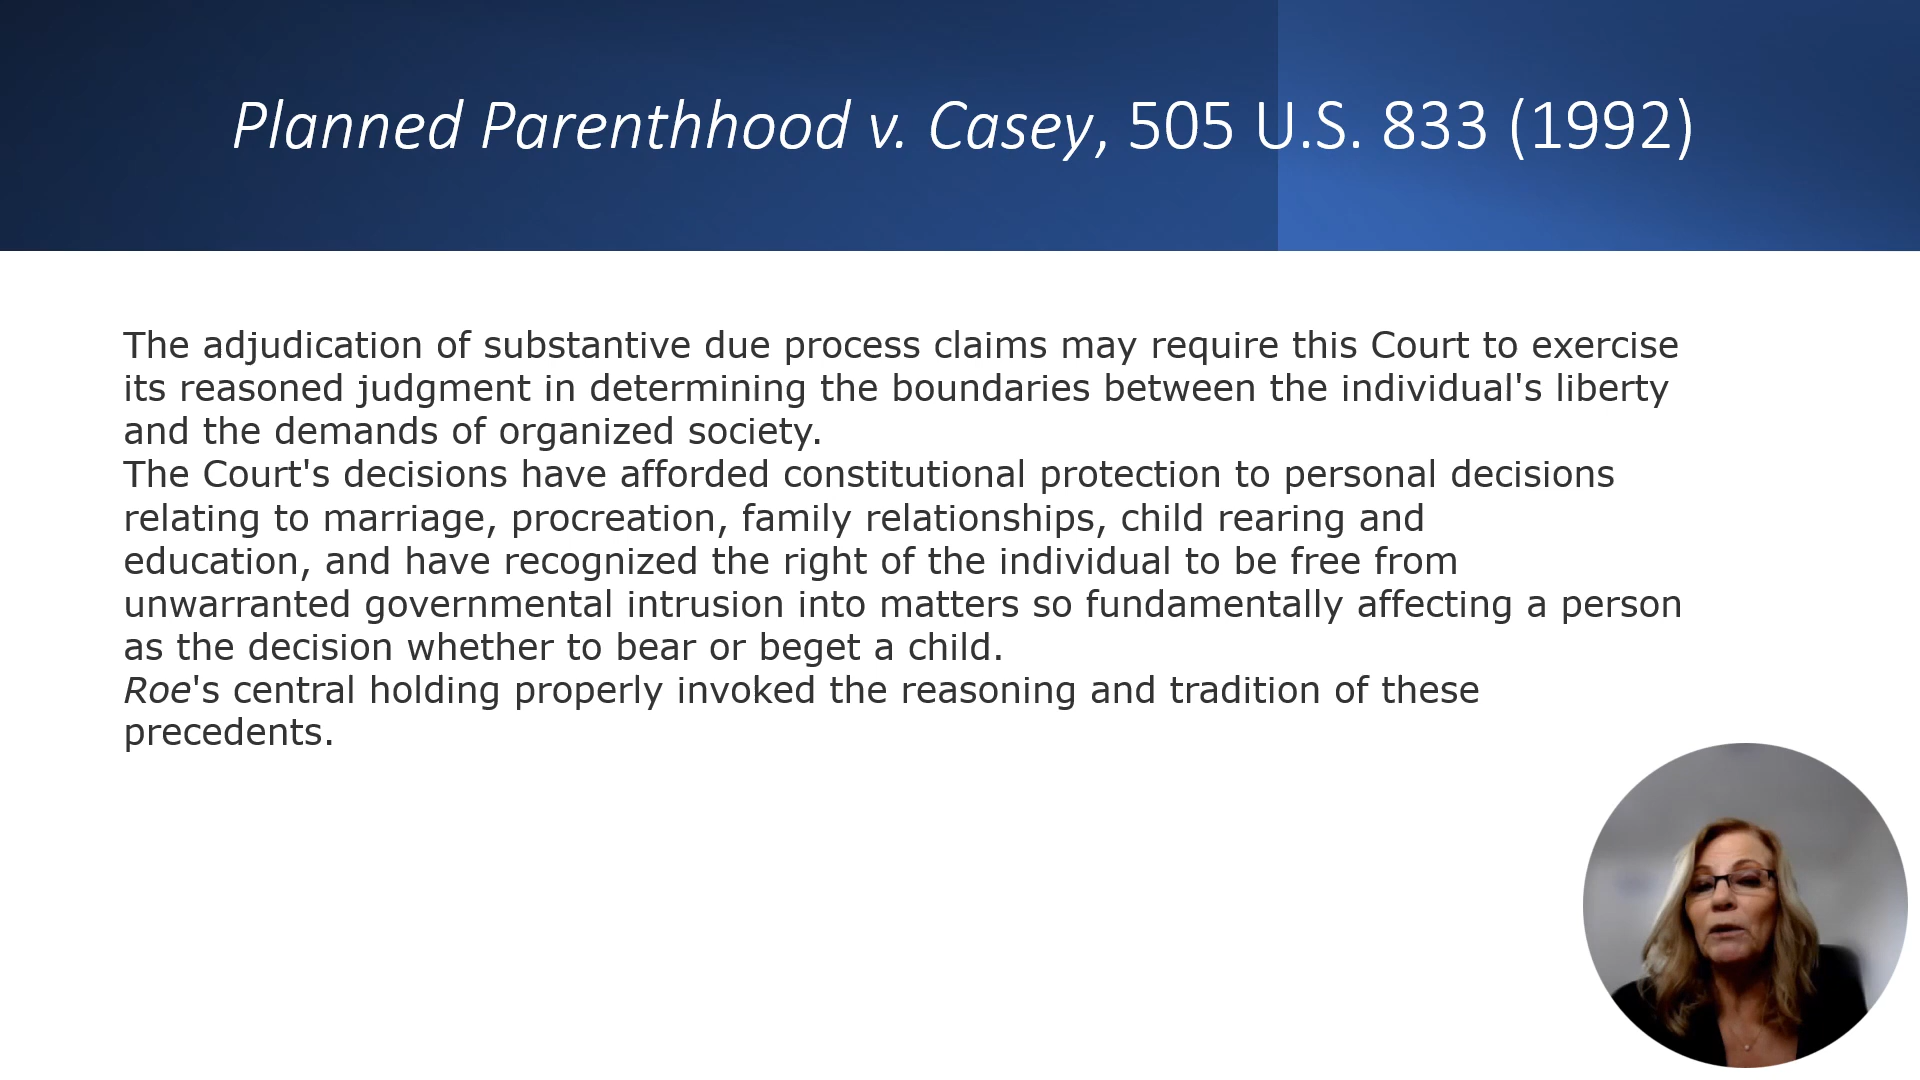 Planned Parenthhood v. Casey, 505 U.S. 833 (1992)
The adjudication of substantive due process claims may require this Court to exercise
its reasoned judgment in determining the boundaries between the individual's liberty
and the demands of organized society.
The Court's decisions have afforded constitutional protection to personal decisions
relating to marriage, procreation, family relationships, child rearing and
education, and have recognized the right of the individual to be free from
unwarranted governmental intrusion into matters so fundamentally affecting a person
as the decision whether to bear or beget a child.
Roe's central holding properly invoked the reasoning and tradition of these
precedents.